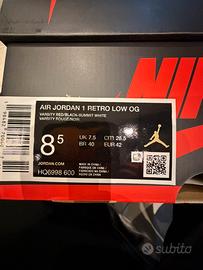 AIR JORDAN 1 RETRO LOW OG
VARSITY RED/BLACK-SUMMIT WHITE
VARSITY ROUGE/NOIR
8 5
UK 7.5 CM 26.5
BR 40 EUR 42
JORDAN.COM
HQ6998 600
MADE IN CHINA
subito